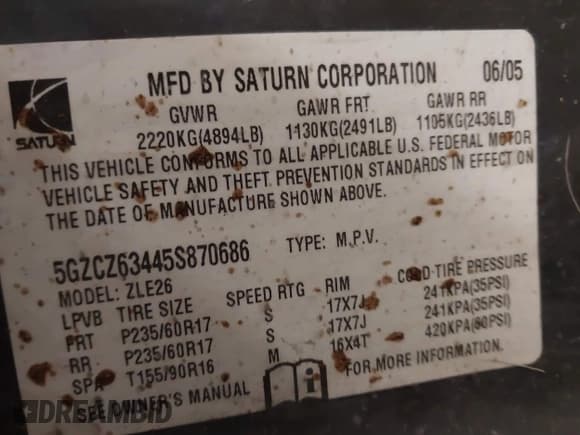 MFD BY SATURN CORPORATION 06/05
SATURN
GVWR GAWR FRT. GAWR RR
2220KG(4894LB) 1130KG(2491LB) 1105KG(2436LB)
THIS VEHICLE CONFORMS TO ALL APPLICABLE U.S. FEDERAL MOTOR
VEHICLE SAFETY AND THEFT PREVENTION STANDARDS IN EFFECT ON
THE DATE OF MANUFACTURE SHOWN ABOVE.
5GZCZ63445S870686 TYPE: M.P.V.
MODEL: ZLE26
LPVB TIRE SIZE SPEED RTG RIM COLD TIRE PRESSURE
FRT P235/60R17 S 17X7J 241KPA(35PSI)
RR P235/60R17 S 17X7J 241KPA(35PSI)
SPA T155/90R16 M 16X4T 420KPA(60PSI)
SEE OWNER'S MANUAL FOR MORE INFORMATION.
DREAMBID